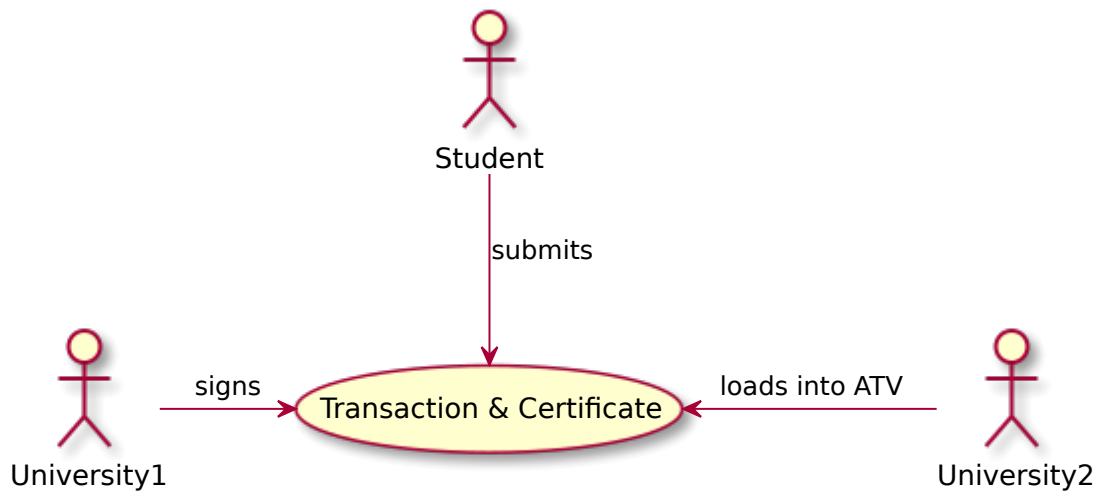 Student
submits
signs
loads into ATV
Transaction & Certificate
University1
University2